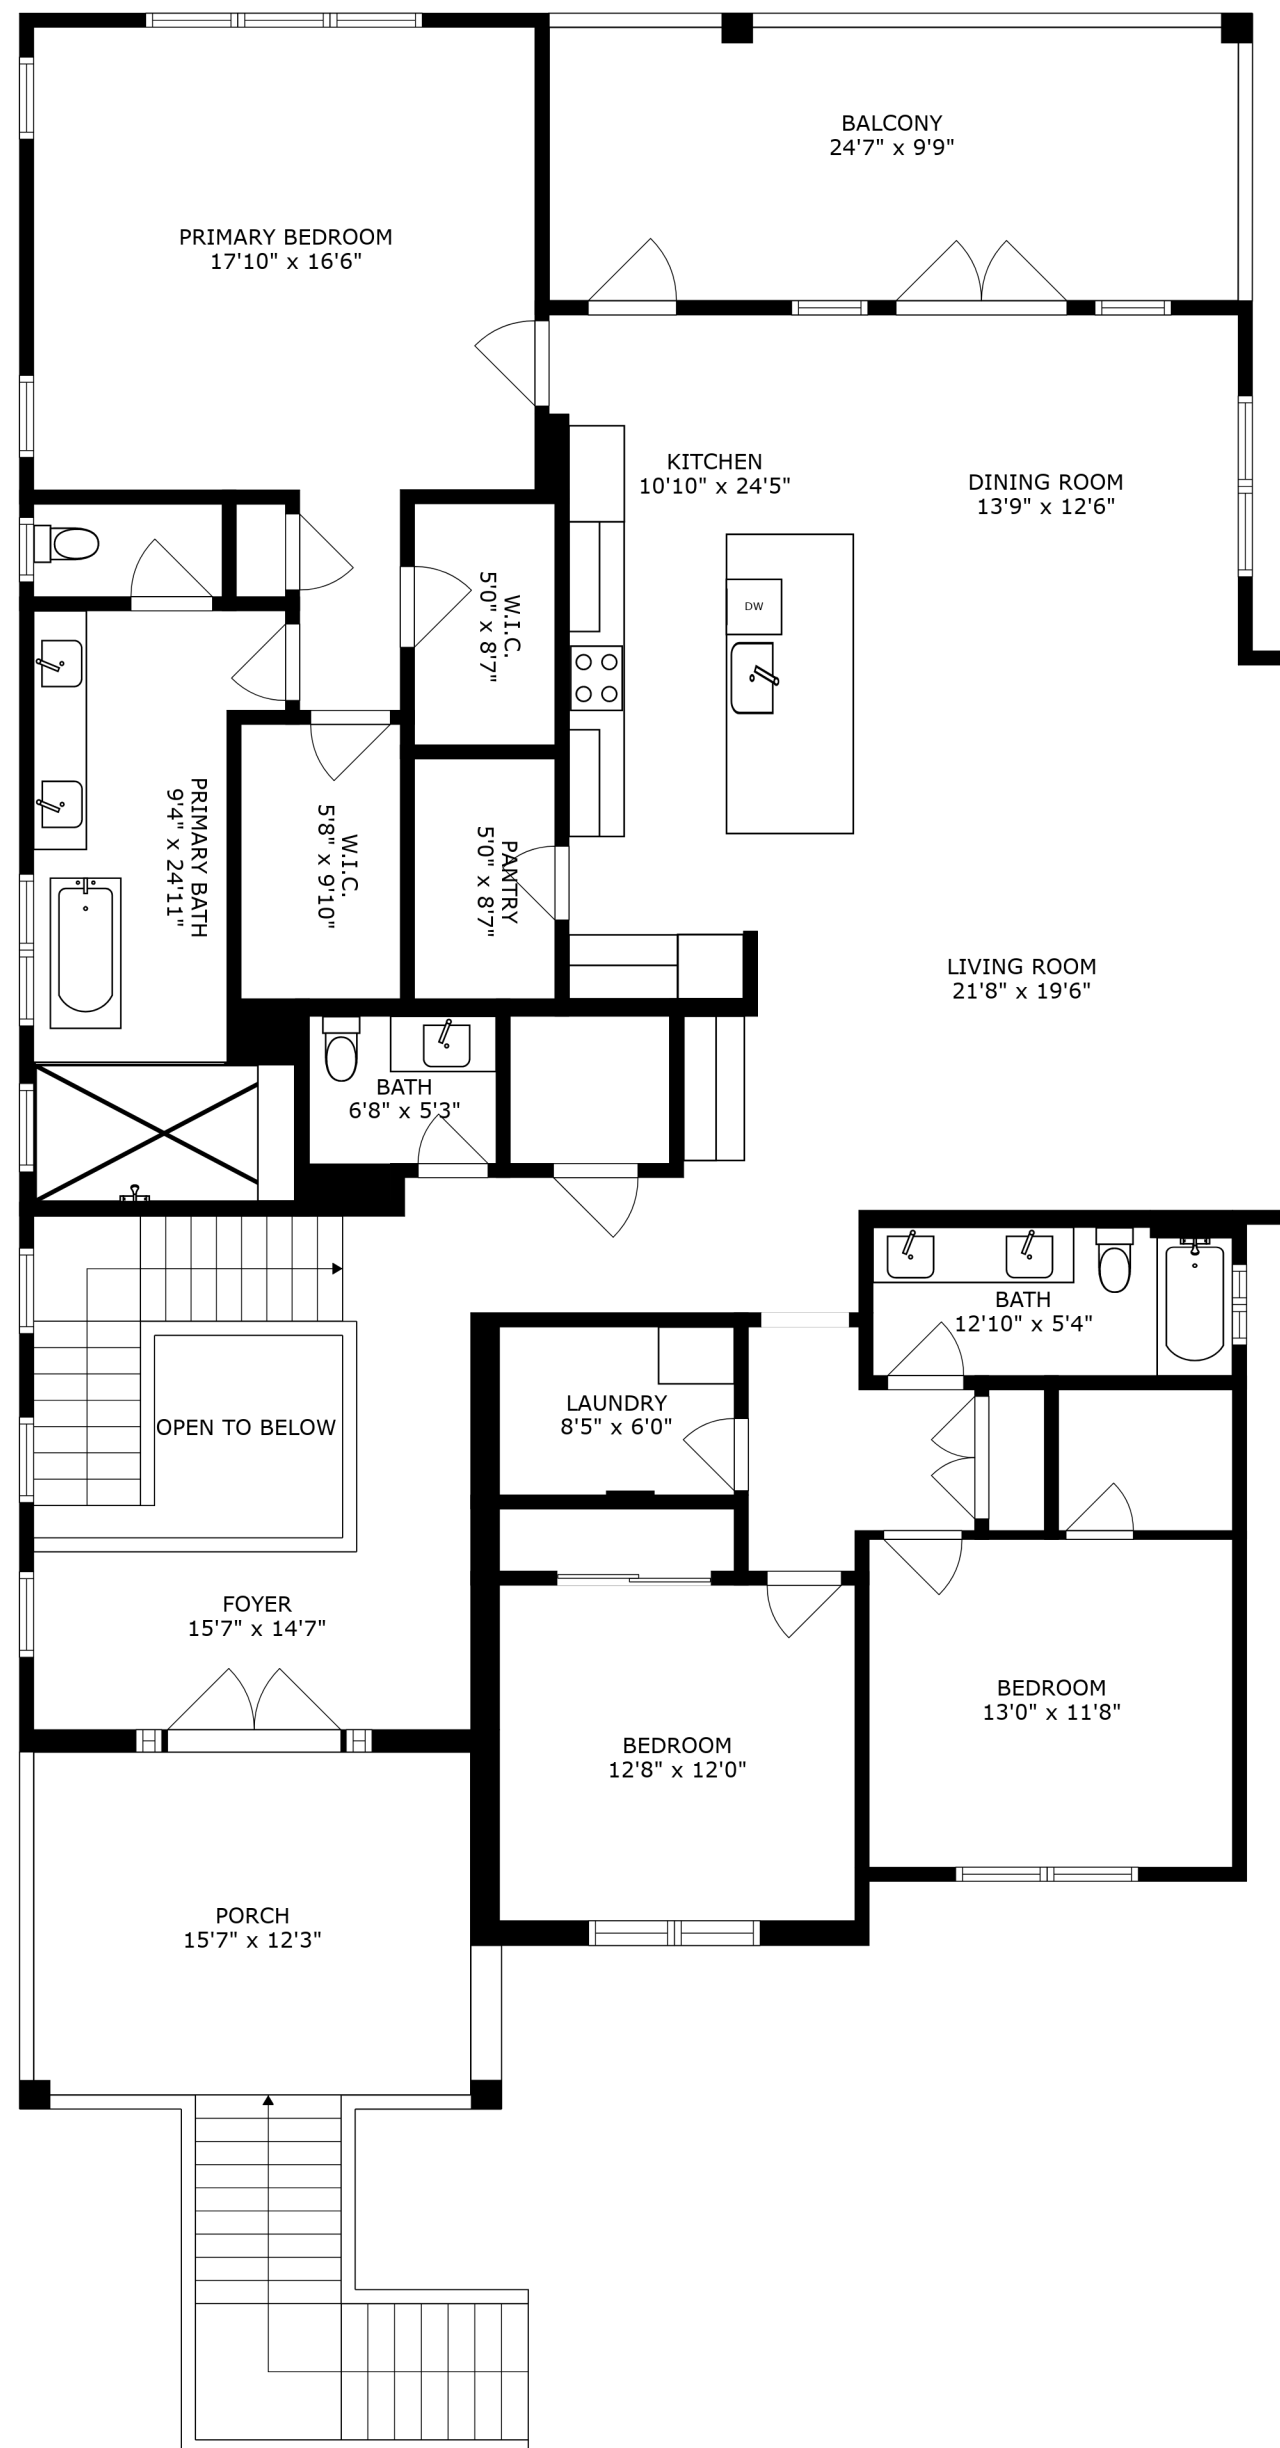 BALCONY
24'7" x 9'9"
PRIMARY BEDROOM
17'10" x 16'6"
KITCHEN
10'10" x 24'5"
DINING ROOM
13'9" x 12'6"
W.I.C.
5'0" x 8'7"
DW
PRIMARY BATH
9'4" x 24'11"
W.I.C.
5'8" x 9'10"
PANTRY
5'0" x 8'7"
LIVING ROOM
21'8" x 19'6"
BATH
6'8" x 5'3"
BATH
12'10" x 5'4"
LAUNDRY
8'5" x 6'0"
OPEN TO BELOW
FOYER
15'7" x 14'7"
BEDROOM
13'0" x 11'8"
BEDROOM
12'8" x 12'0"
PORCH
15'7" x 12'3"